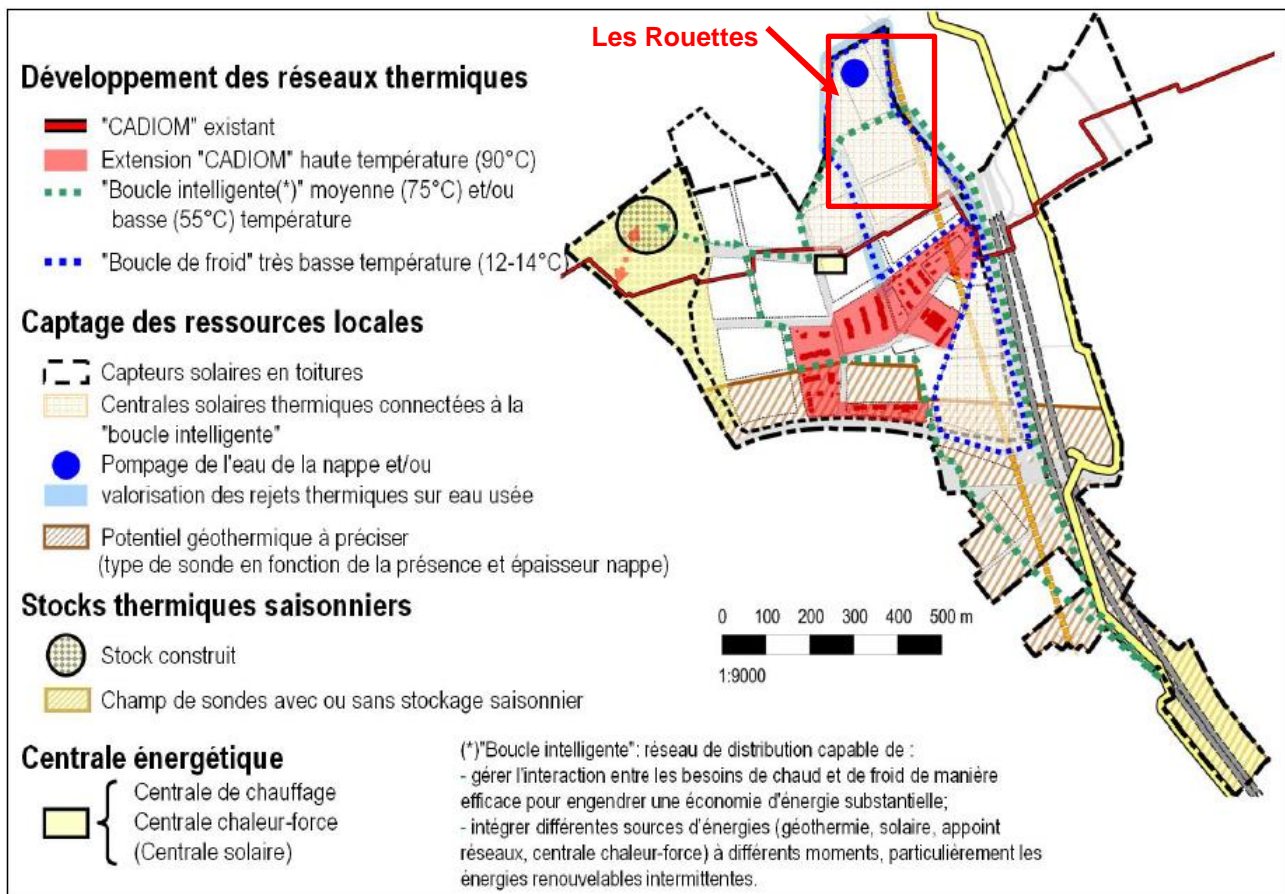 Les Rouettes
Développement des réseaux thermiques
"CADIOM" existant
Extension "CADIOM" haute température (90°C)
"Boucle intelligente(*)" moyenne (75°C) et/ou
basse (55°C) température
"Boucle de froid" très basse température (12-14°C)
Captage des ressources locales
Capteurs solaires en toitures
Centrales solaires thermiques connectées à la
"boucle intelligente"
Pompage de l'eau de la nappe et/ou
valorisation des rejets thermiques sur eau usée
Potentiel géothermique à préciser
(type de sonde en fonction de la présence et épaisseur nappe)
Stocks thermiques saisonniers
Stock construit
Champ de sondes avec ou sans stockage saisonnier
0 100 200 300 400 500 m
1:9000
Centrale énergétique
Centrale de chauffage
Centrale chaleur-force
(Centrale solaire)
(*)"Boucle intelligente": réseau de distribution capable de :
- gérer l'interaction entre les besoins de chaud et de froid de manière
efficace pour engendrer une économie d'énergie substantielle;
- intégrer différentes sources d'énergies (géothermie, solaire, appoint
réseaux, centrale chaleur-force) à différents moments, particulièrement les
énergies renouvelables intermittentes.